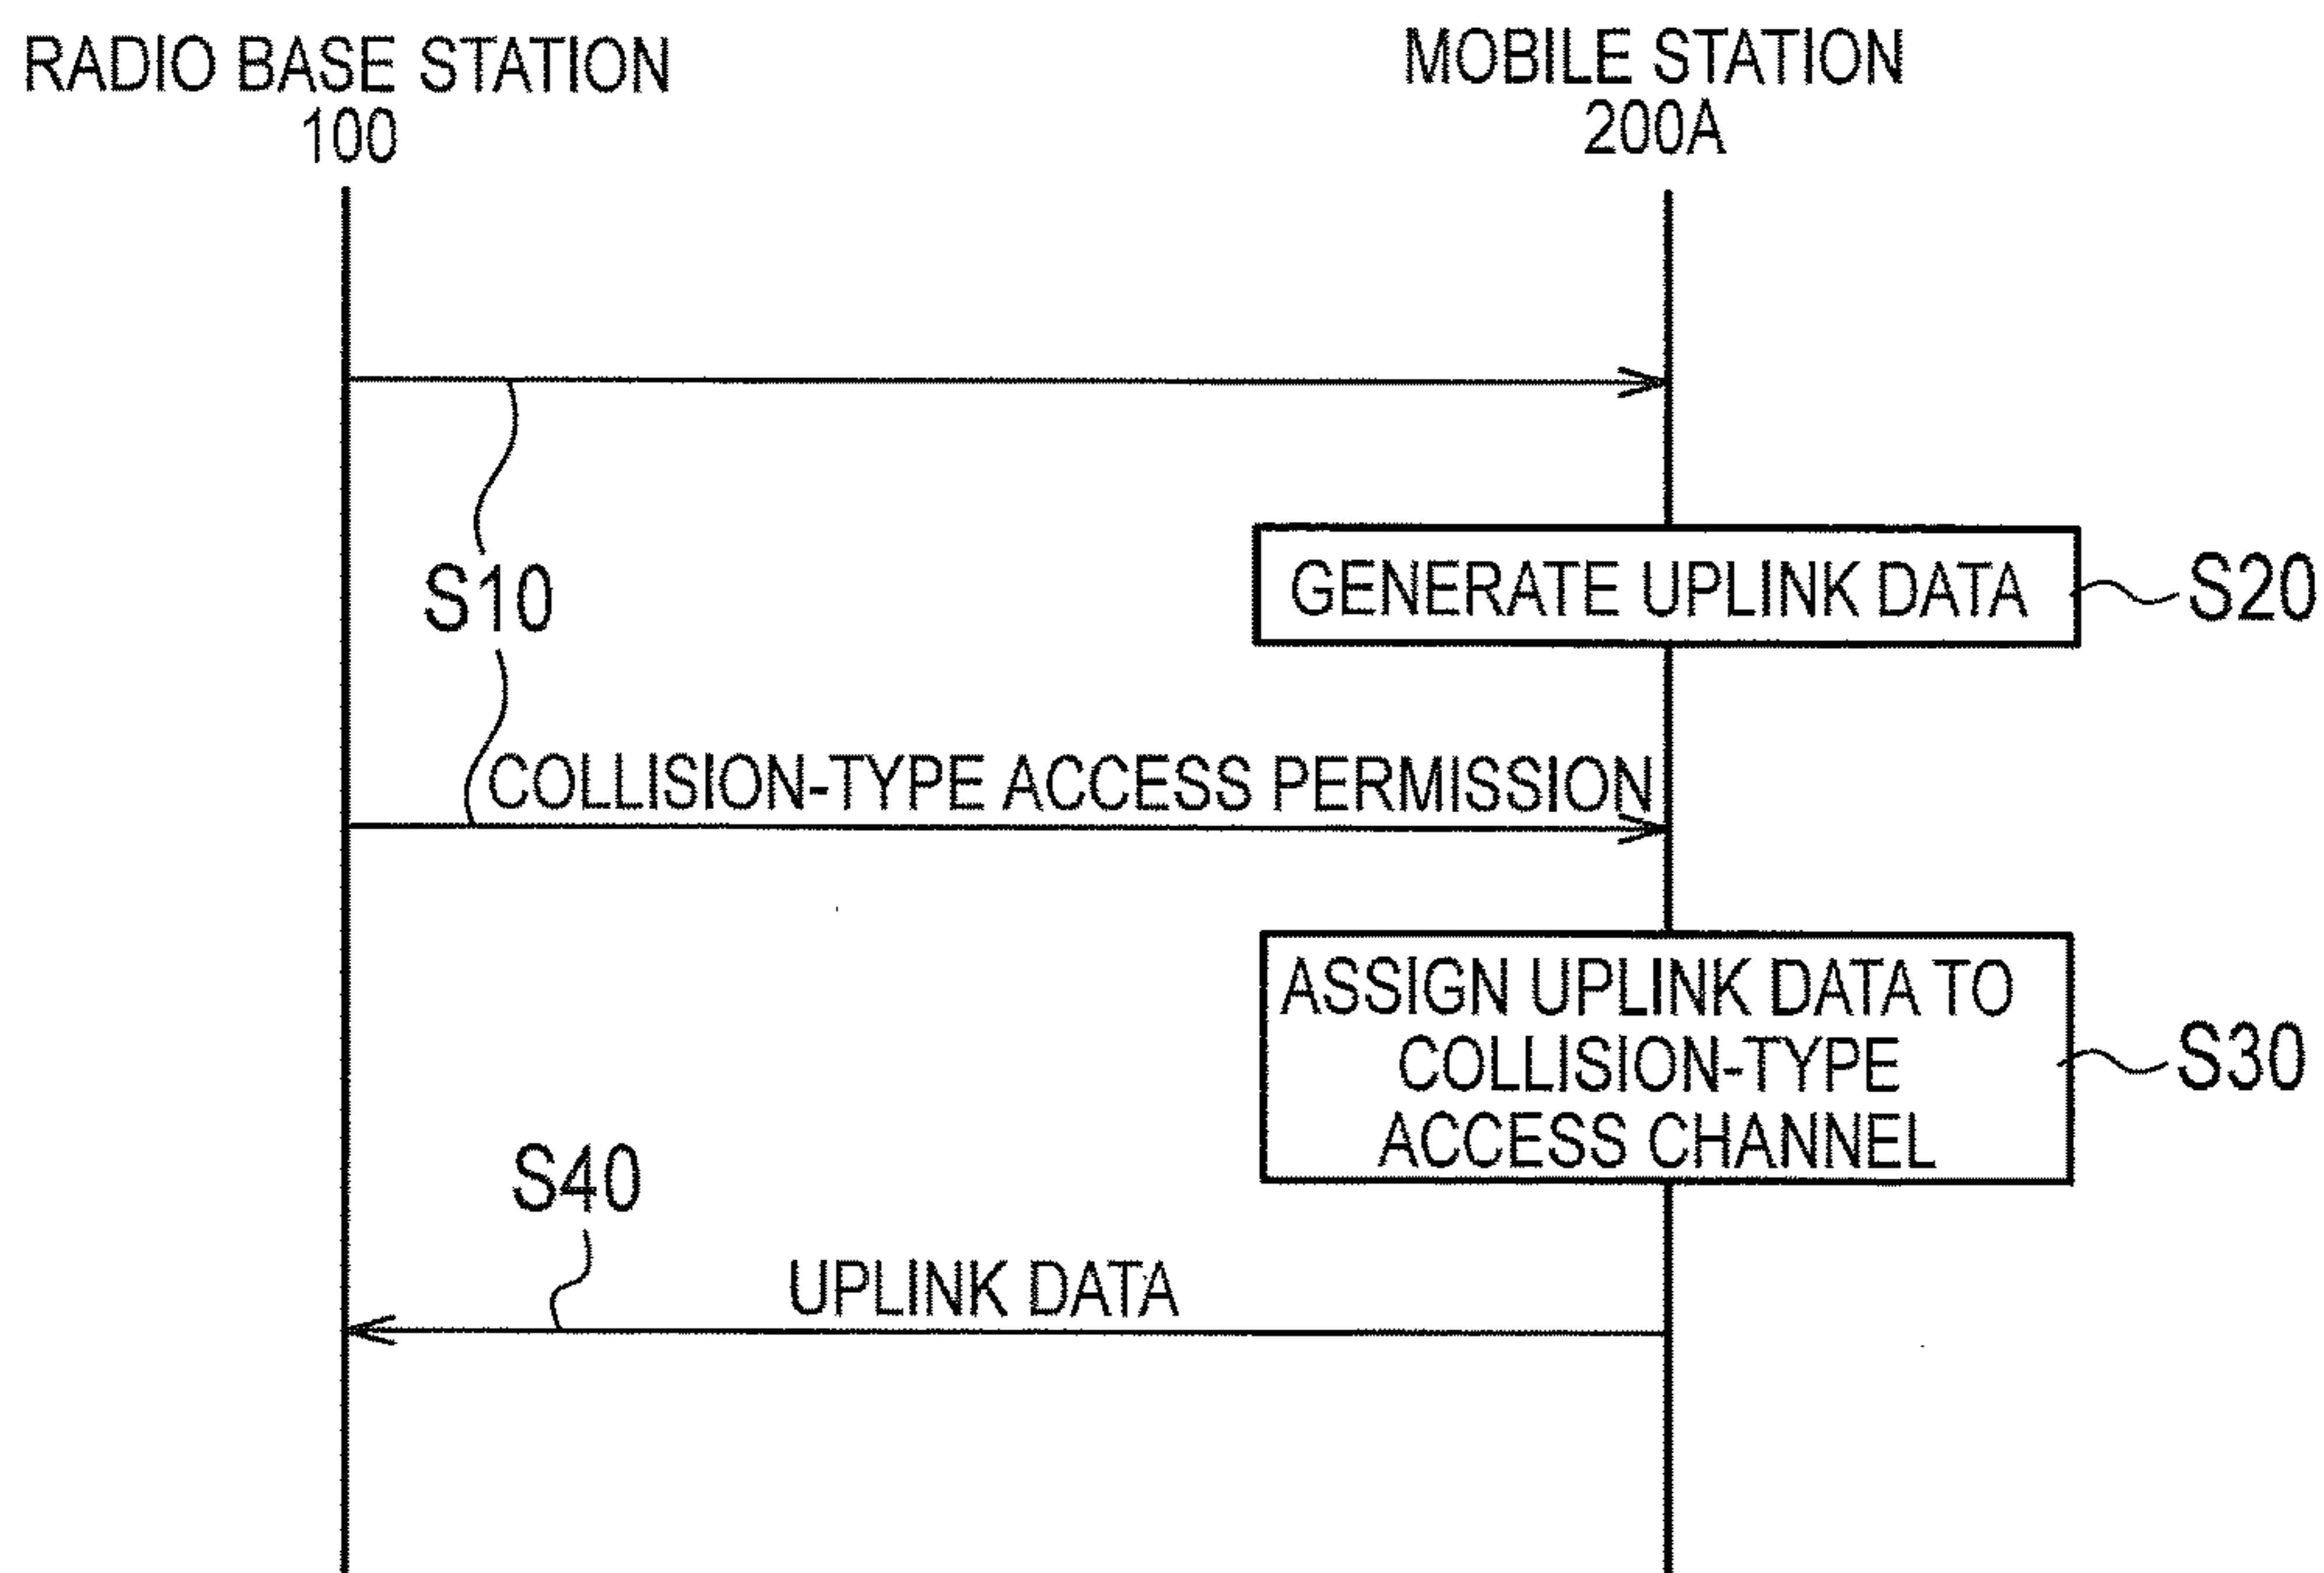 RADIO BASE STATION
100
MOBILE STATION
200A
S10
GENERATE UPLINK DATA
S20
COLLISION-TYPE ACCESS PERMISSION
ASSIGN UPLINK DATA TO
COLLISION-TYPE
ACCESS CHANNEL
S30
S40
UPLINK DATA